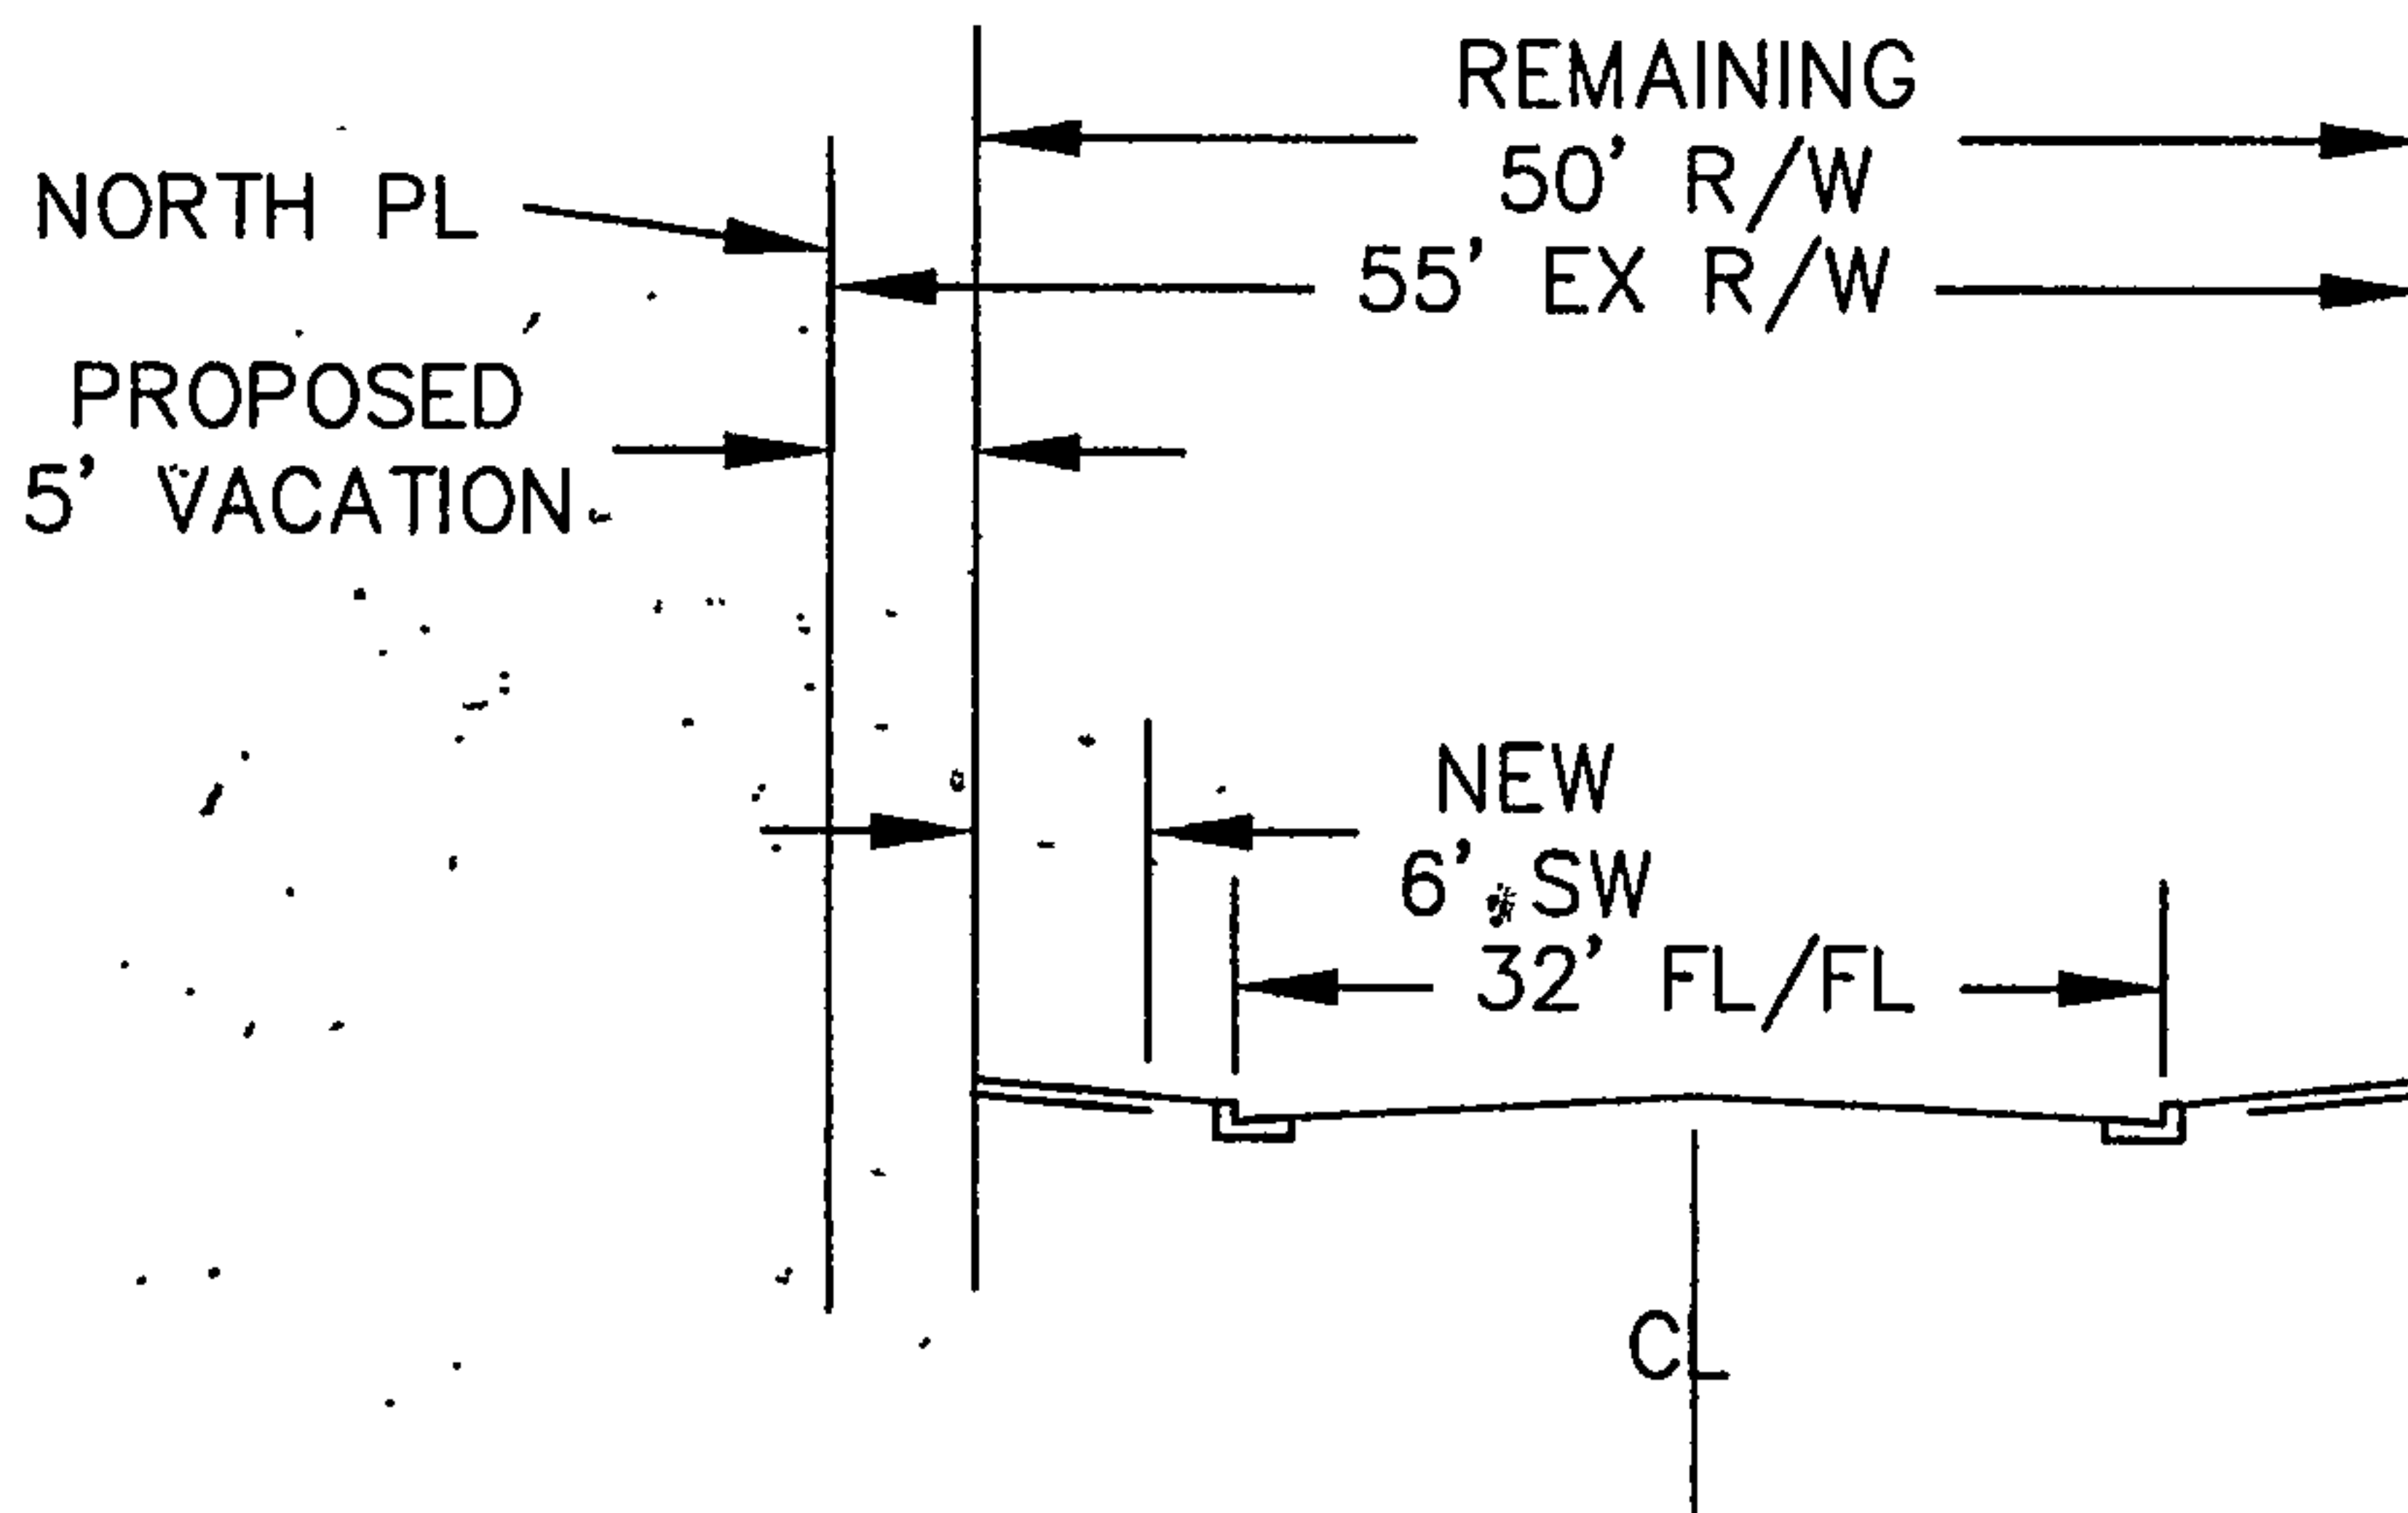 REMAINING
50' R/W
NORTH PL
55' EX R/W
PROPOSED
5' VACATION
NEW
6' SW
32' FL/FL
CL